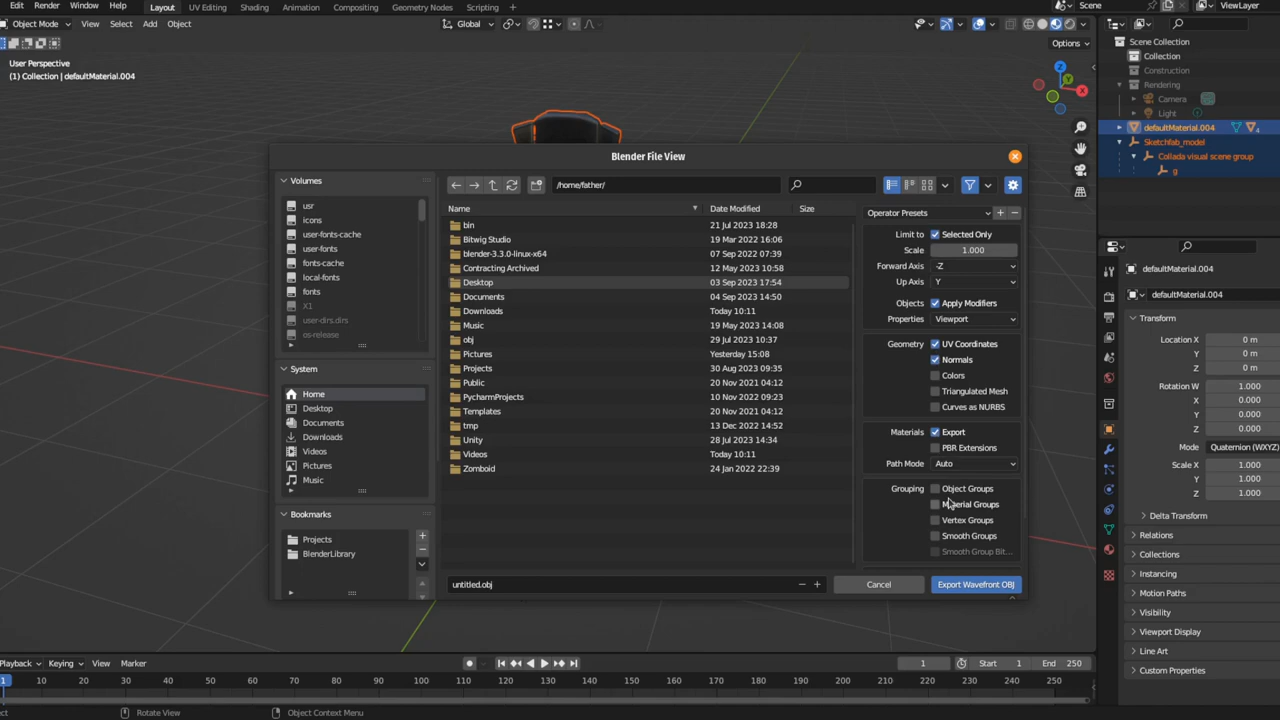 Edit Render Window Help Layout UV Editing Shading Animation Compositing Geometry Nodes Scripting Scene ViewLayer
Object Mode View Select Add Object Global
Options
User Perspective
(1) Collection | defaultMaterial.004
Scene Collection
Collection
Construction
Rendering
Camera
Light
defaultMaterial.004 4
Sketchfab_model
Collada visual scene group
g
X
Y
Z
Blender File View
Volumes
usr
icons
user-fonts-cache
user-fonts
fonts-cache
local-fonts
fonts
X1
user-dirs.dirs
os-release
System
Home
Desktop
Documents
Downloads
Videos
Pictures
Music
Bookmarks
Projects
BlenderLibrary
/home/father/
Name Date Modified Size
bin 21 Jul 2023 18:28
Bitwig Studio 19 Mar 2022 16:06
blender-3.3.0-linux-x64 07 Sep 2022 07:39
Contracting Archived 12 May 2023 10:58
Desktop 03 Sep 2023 17:54
Documents 04 Sep 2023 14:50
Downloads Today 10:11
Music 19 May 2023 14:08
obj 29 Jul 2023 10:37
Pictures Yesterday 15:08
Projects 30 Aug 2023 09:35
Public 20 Nov 2021 04:12
PycharmProjects 10 Nov 2022 09:23
Templates 20 Nov 2021 04:12
tmp 13 Dec 2022 14:52
Unity 28 Jul 2023 14:34
Videos Today 10:11
Zomboid 24 Jan 2022 22:39
Operator Presets
Limit to Selected Only
Scale 1.000
Forward Axis -Z
Up Axis Y
Objects Apply Modifiers
Properties Viewport
Geometry UV Coordinates
Normals
Colors
Triangulated Mesh
Curves as NURBS
Materials Export
PBR Extensions
Path Mode Auto
Grouping Object Groups
Material Groups
Vertex Groups
Smooth Groups
Smooth Group Bit...
untitled.obj Cancel Export Wavefront OBJ
defaultMaterial.004
defaultMaterial.004
Transform
Location X 0 m
Y 0 m
Z 0 m
Rotation W 1.000
X 0.000
Y 0.000
Z 0.000
Mode Quaternion (WXYZ)
Scale X 1.000
Y 1.000
Z 1.000
Delta Transform
Relations
Collections
Instancing
Motion Paths
Visibility
Viewport Display
Line Art
Custom Properties
Playback Keying View Marker 1 Start 1 End 250
1 10 20 30 40 50 60 70 80 90 100 110 120 130 140 150 160 170 180 190 200 210 220 230 240 250
ect Rotate View Object Context Menu